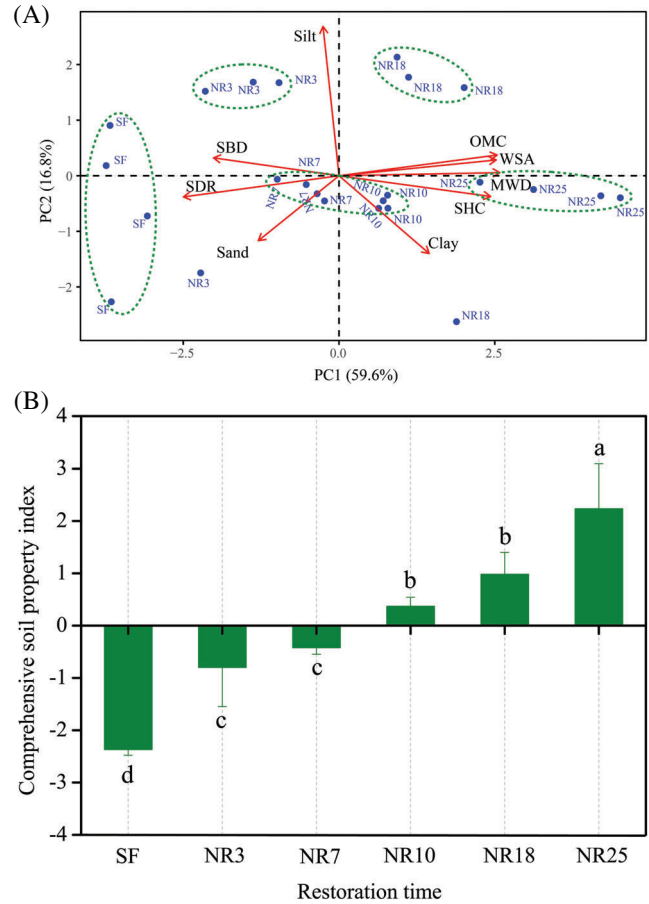 (A)
2
1
0
−1
−2
PC2 (16.8%)
Silt
NR3
NR3
NR3
NR18
NR18
NR18
SF
SF
SF
SF
SBD
SDR
Sand
NR3
NR7
NR7
NR7
NR7
NR10
NR10
NR10
NR10
OMC
WSA
MWD
SHC
Clay
NR25
NR25
NR25
NR25
NR18
−2.5
0.0
2.5
PC1 (59.6%)
(B)
4
3
2
1
0
-1
-2
-3
-4
Comprehensive soil property index
d
c
c
b
b
a
SF
NR3
NR7
NR10
NR18
NR25
Restoration time